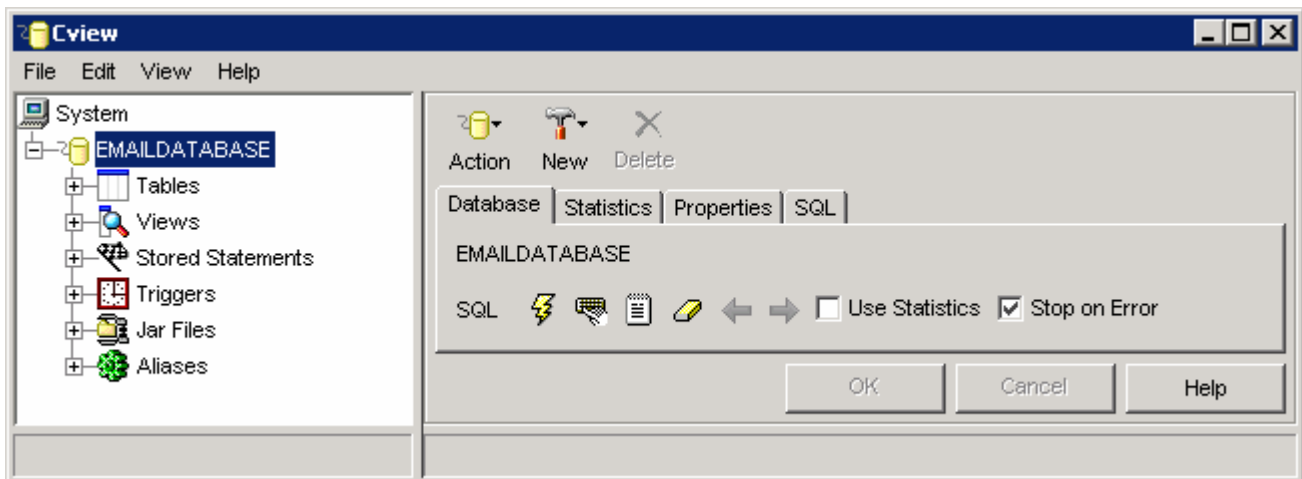 Cview
File Edit View Help
System
EMAILDATABASE
Tables
Views
Stored Statements
Triggers
Jar Files
Aliases
Action New Delete
Database Statistics Properties SQL
EMAILDATABASE
SQL Use Statistics Stop on Error
OK Cancel Help